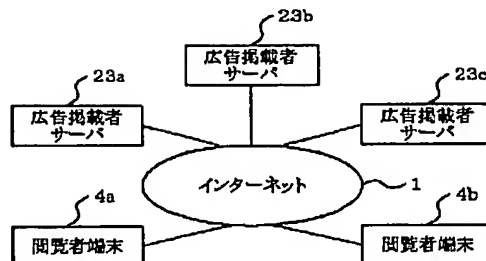 23b
広告掲載者
サーバ
23a
広告掲載者
サーバ
23c
広告掲載者
サーバ
インターネット
1
4a
閲覧者端末
4b
閲覧者端末